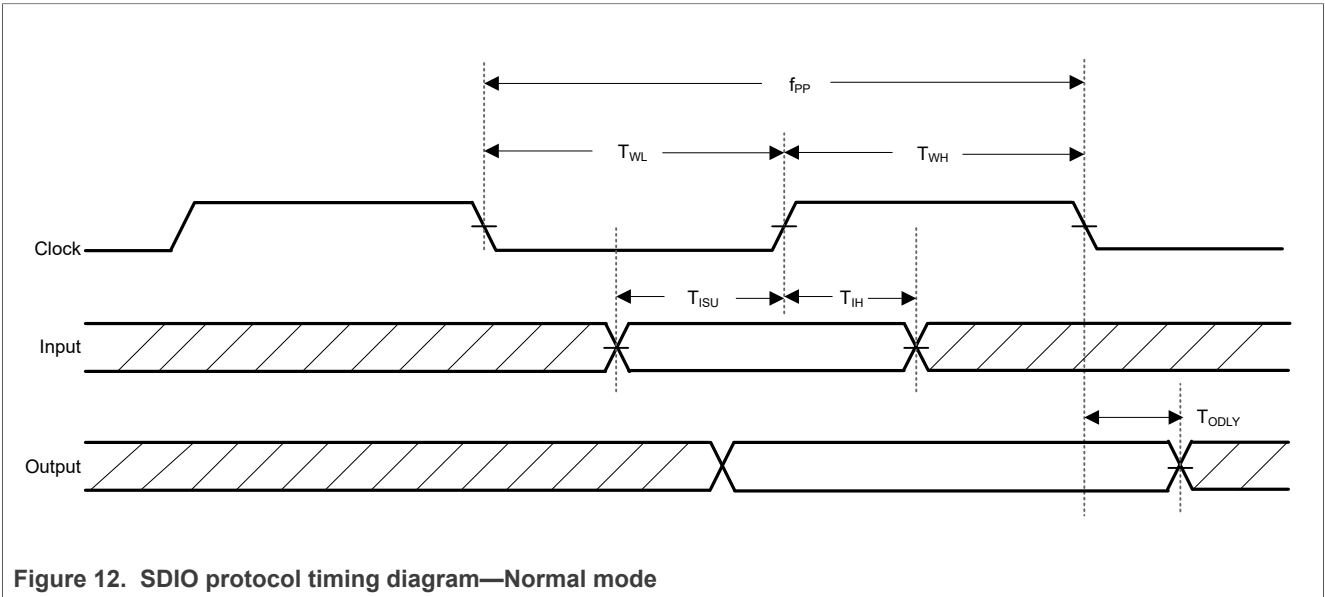 fPP
TWL
TWH
Clock
TISU
TIH
Input
TODLY
Output
Figure 12. SDIO protocol timing diagram—Normal mode